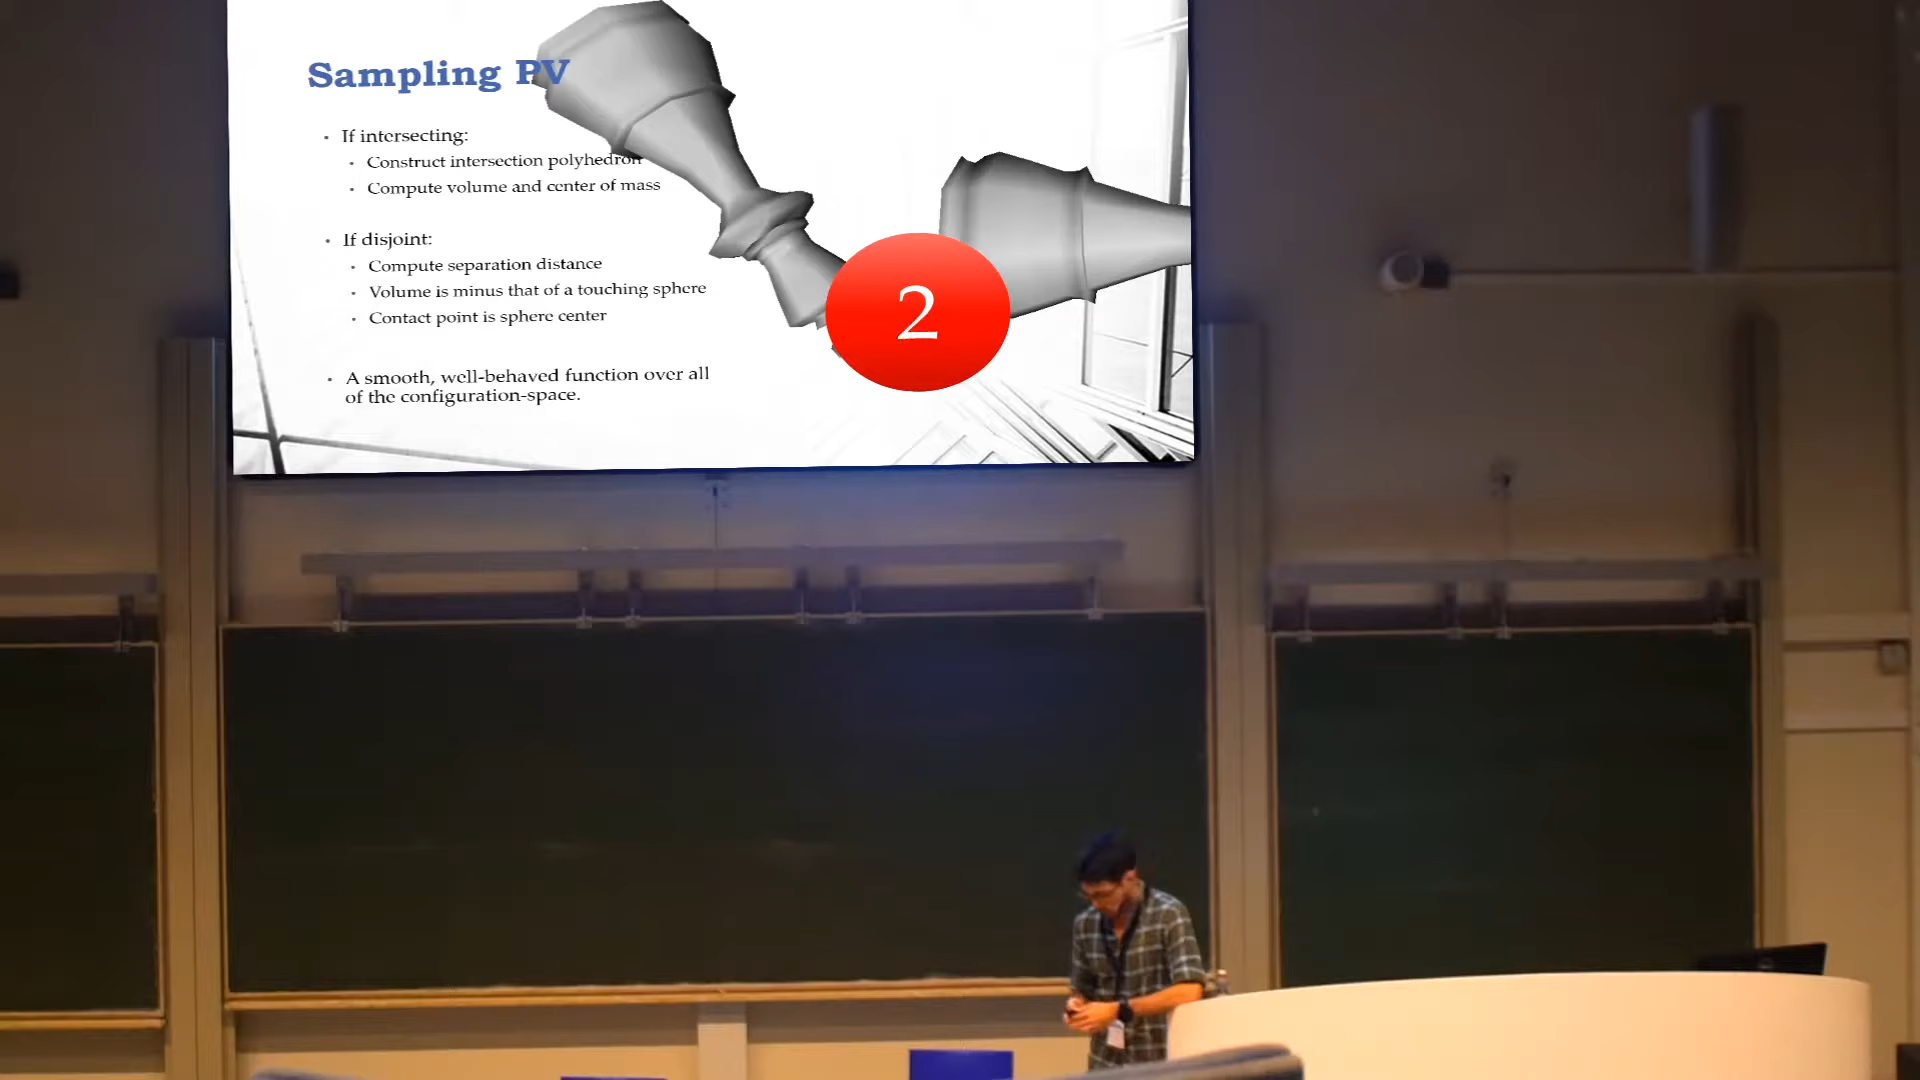 Sampling PV
• If intersecting:
• Construct intersection polyhedron
• Compute volume and center of mass
• If disjoint:
• Compute separation distance
• Volume is minus that of a touching sphere
• Contact point is sphere center
• A smooth, well-behaved function over all
of the configuration-space.
2